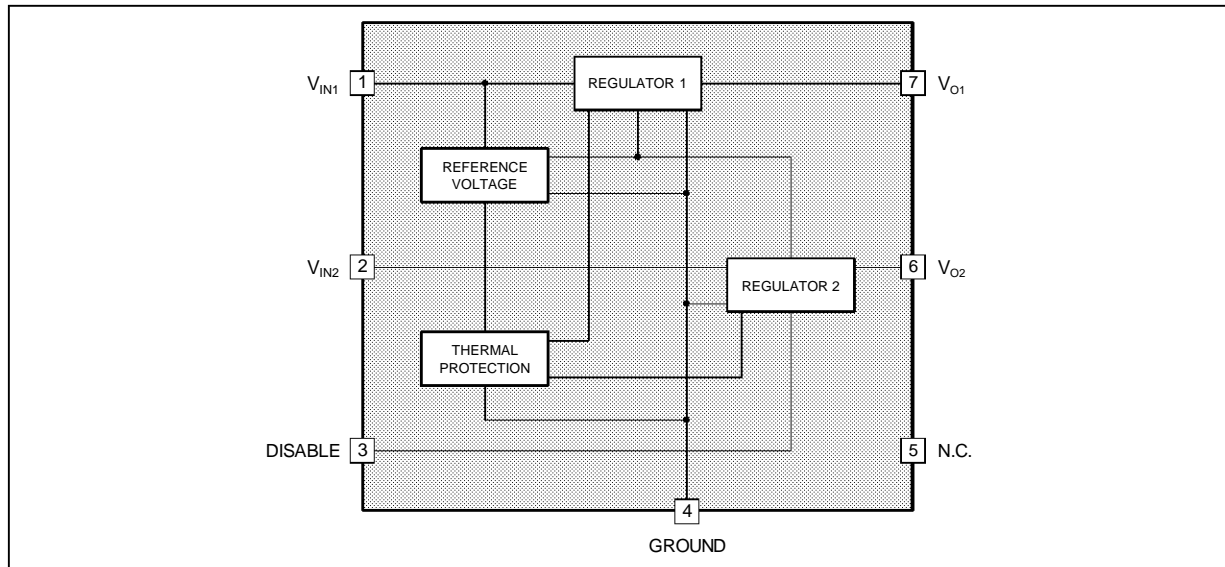 V_IN1 1 REGULATOR 1 7 V_O1
REFERENCE
VOLTAGE
V_IN2 2 6 V_O2
REGULATOR 2
THERMAL
PROTECTION
DISABLE 3 5 N.C.
4
GROUND